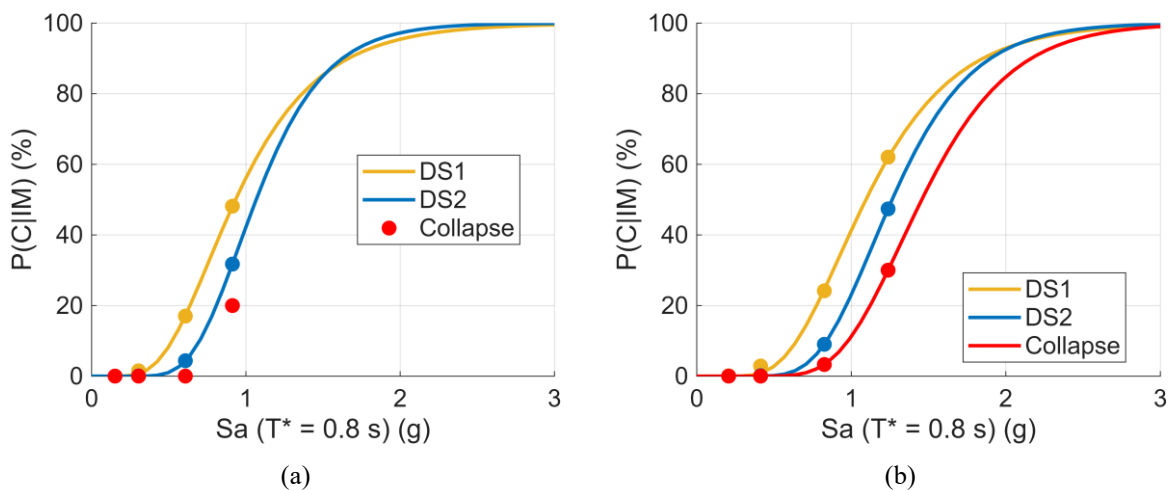 100
80
60
40
20
0
P(C|IM) (%)
DS1
DS2
Collapse
0 1 2 3
Sa (T* = 0.8 s) (g)
(a)
100
80
60
40
20
0
P(C|IM) (%)
DS1
DS2
Collapse
0 1 2 3
Sa (T* = 0.8 s) (g)
(b)